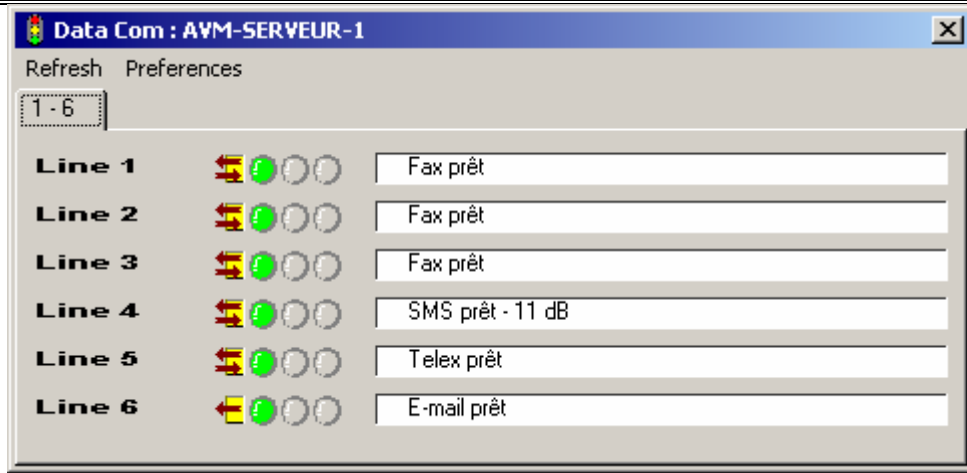 Data Com : AVM-SERVEUR-1
Refresh Preferences
1 - 6
Line 1 Fax prêt
Line 2 Fax prêt
Line 3 Fax prêt
Line 4 SMS prêt - 11 dB
Line 5 Telex prêt
Line 6 E-mail prêt